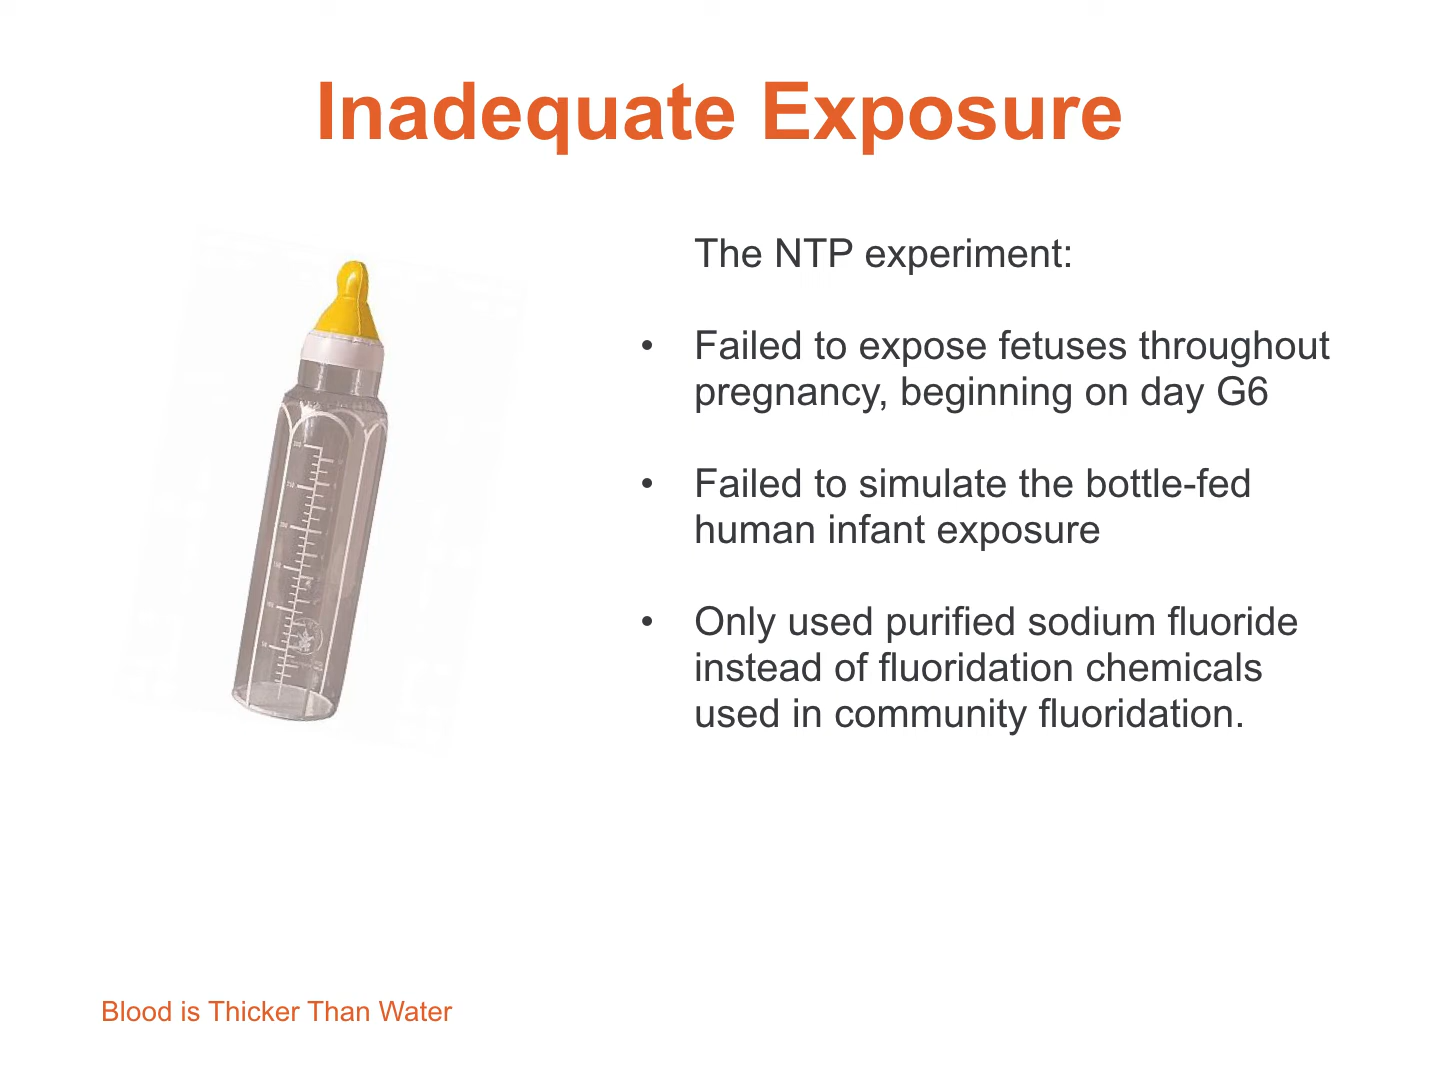 Inadequate Exposure
The NTP experiment:
• Failed to expose fetuses throughout
pregnancy, beginning on day G6
• Failed to simulate the bottle-fed
human infant exposure
• Only used purified sodium fluoride
instead of fluoridation chemicals
used in community fluoridation.
Blood is Thicker Than Water